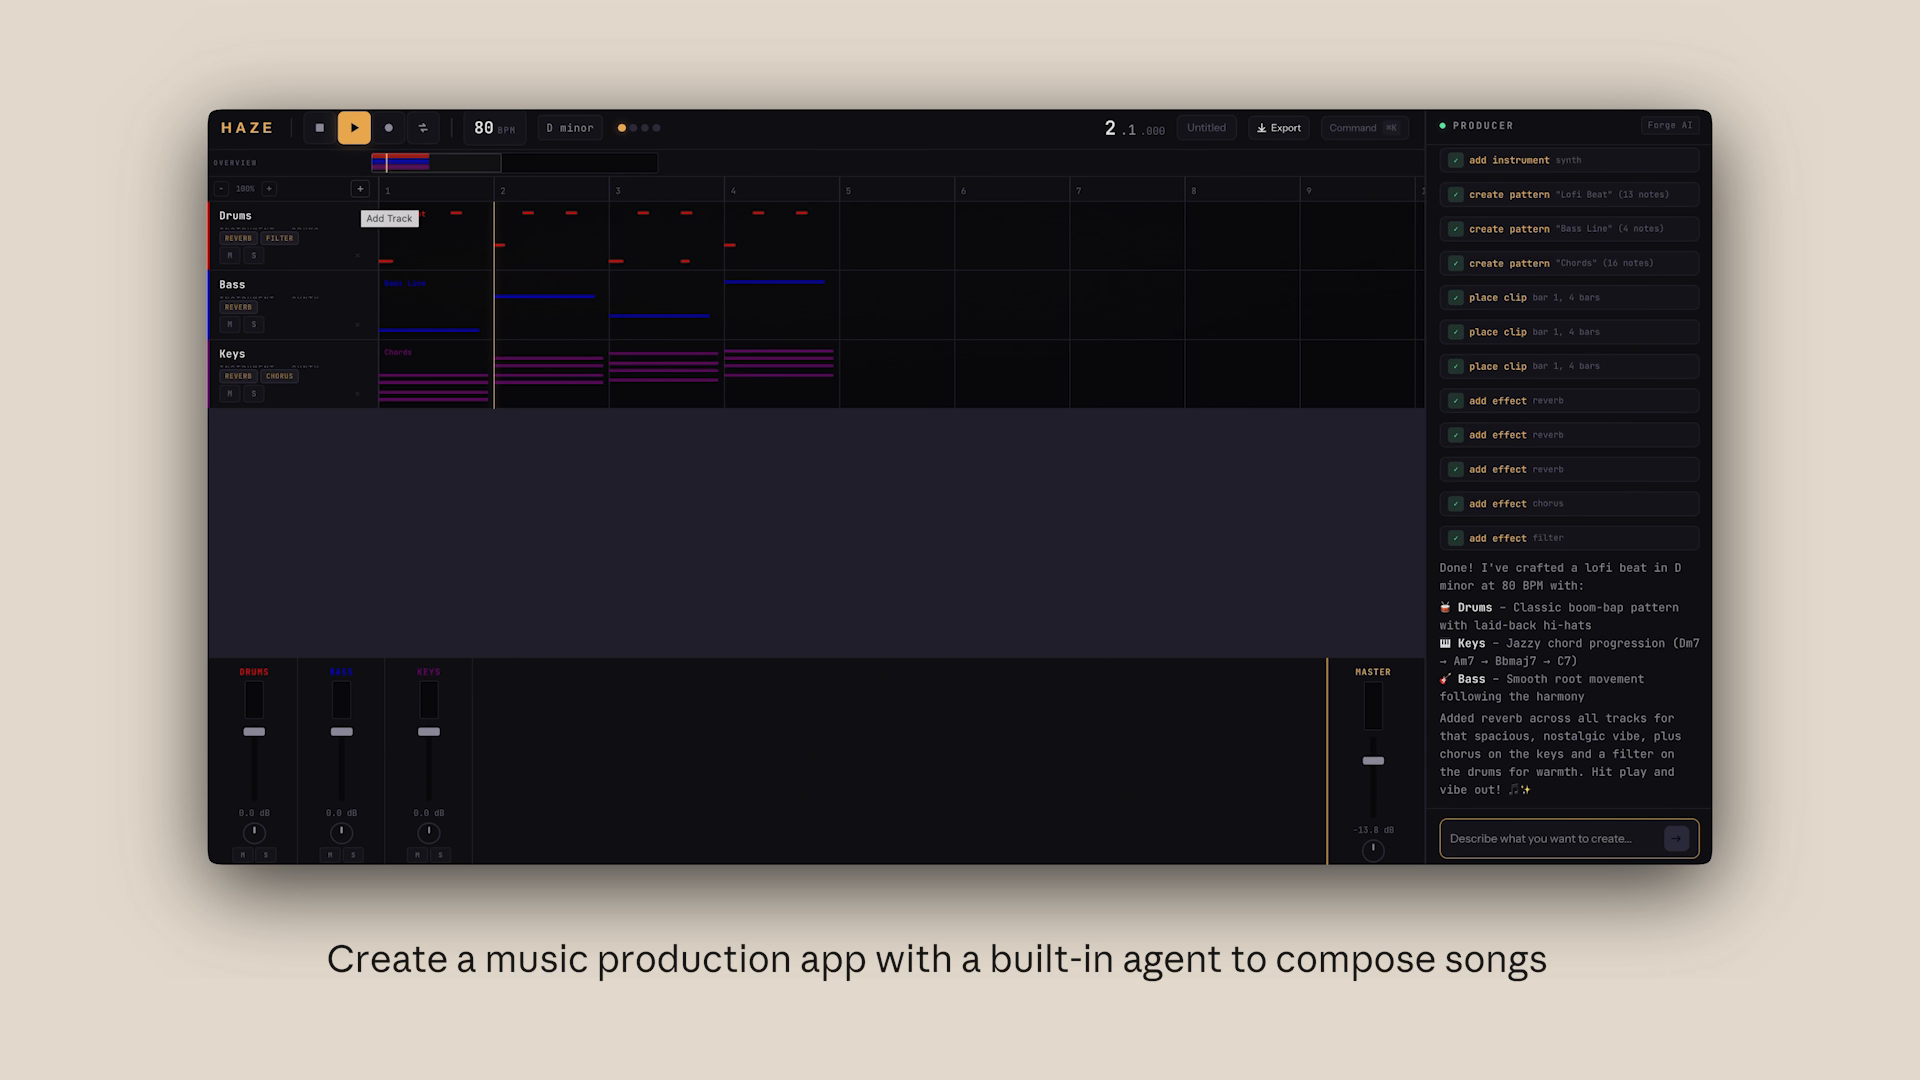 HAZE
80 BPM
D minor
2.1.000
Untitled
Export
Command ⌘K
OVERVIEW
- 100% + +
1 2 3 4 5 6 7 8 9
Drums
REVERB FILTER
M S ×
Add Track
Bass
REVERB
M S ×
Bass Line
Keys
REVERB CHORUS
M S ×
Chords
DRUMS
0.0 dB
M S
BASS
0.0 dB
M S
KEYS
0.0 dB
M S
MASTER
-13.8 dB
PRODUCER
Forge AI
✓ add instrument synth
✓ create pattern "Lofi Beat" (13 notes)
✓ create pattern "Bass Line" (4 notes)
✓ create pattern "Chords" (16 notes)
✓ place clip bar 1, 4 bars
✓ place clip bar 1, 4 bars
✓ place clip bar 1, 4 bars
✓ add effect reverb
✓ add effect reverb
✓ add effect reverb
✓ add effect chorus
✓ add effect filter
Done! I've crafted a lofi beat in D
minor at 80 BPM with:
🥁 Drums – Classic boom-bap pattern
with laid-back hi-hats
🎹 Keys – Jazzy chord progression (Dm7
→ Am7 → Bbmaj7 → C7)
🎸 Bass – Smooth root movement
following the harmony
Added reverb across all tracks for
that spacious, nostalgic vibe, plus
chorus on the keys and a filter on
the drums for warmth. Hit play and
vibe out! 🎵✨
Describe what you want to create...
Create a music production app with a built-in agent to compose songs